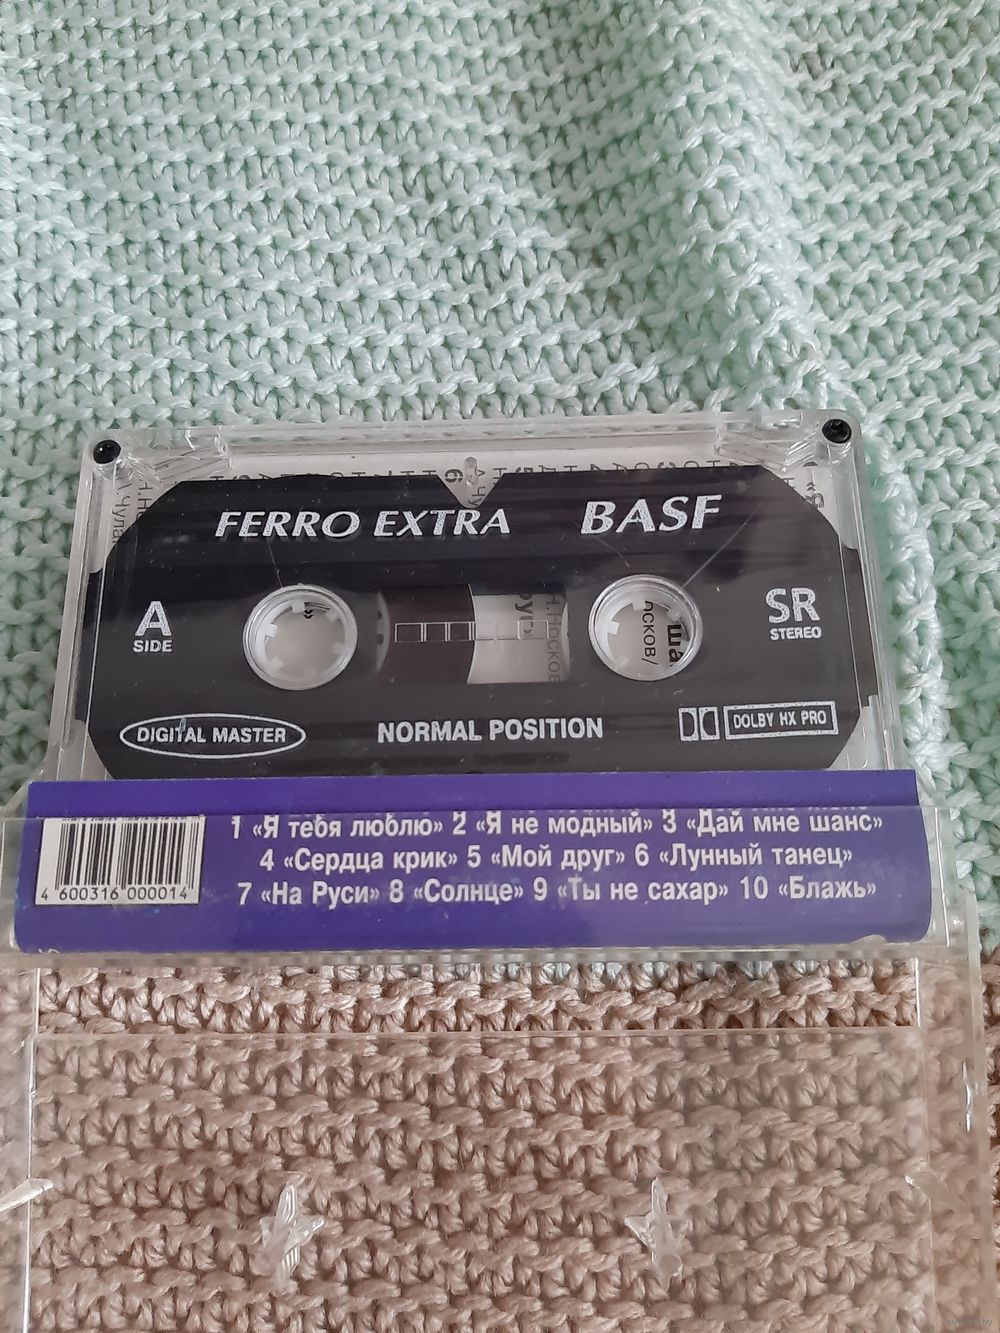 FERRO EXTRA BASF
A SR
SIDE STEREO
DIGITAL MASTER NORMAL POSITION DOLBY HX PRO
1 «Я тебя люблю» 2 «Я не модный» 3 «Дай мне шанс»
4 «Сердца крик» 5 «Мой друг» 6 «Лунный танец»
7 «На Руси» 8 «Солнце» 9 «Ты не сахар» 10 «Блажь»
4 600316 000014